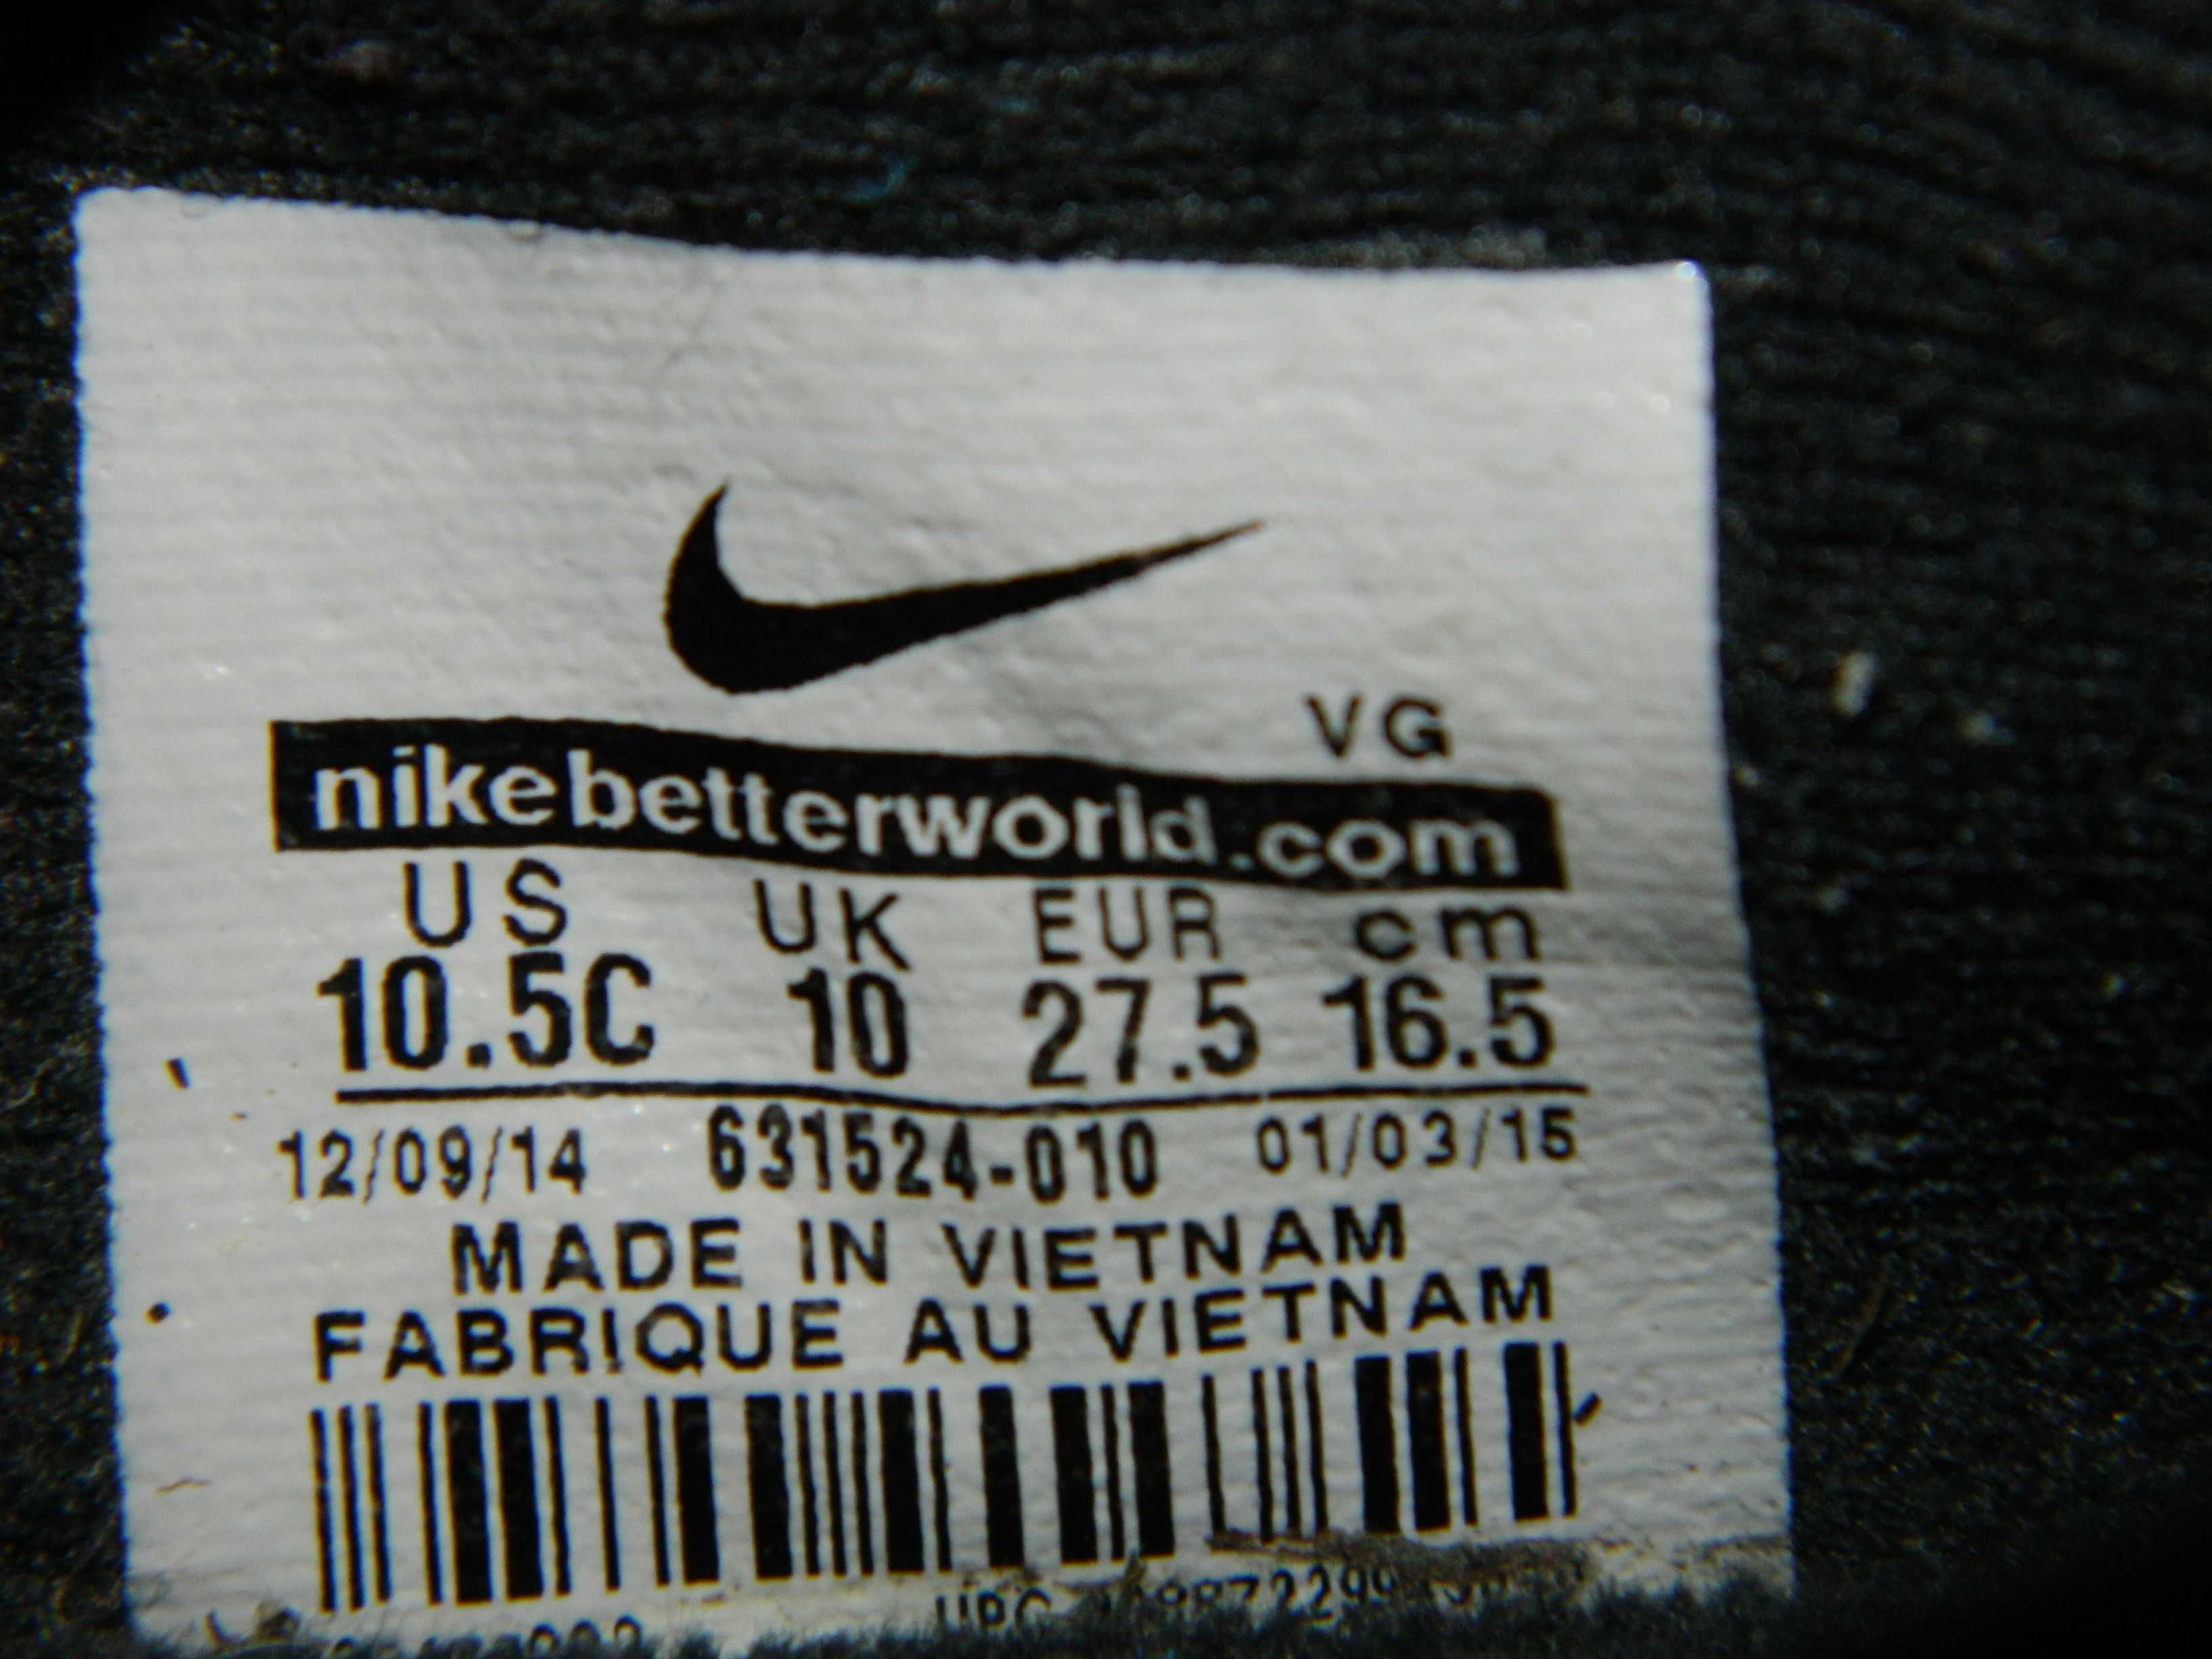 VG
nikebetterworld.com
US UK EUR cm
10.5C 10 27.5 16.5
12/09/14 631524-010 01/03/15
MADE IN VIETNAM
FABRIQUE AU VIETNAM
UPC